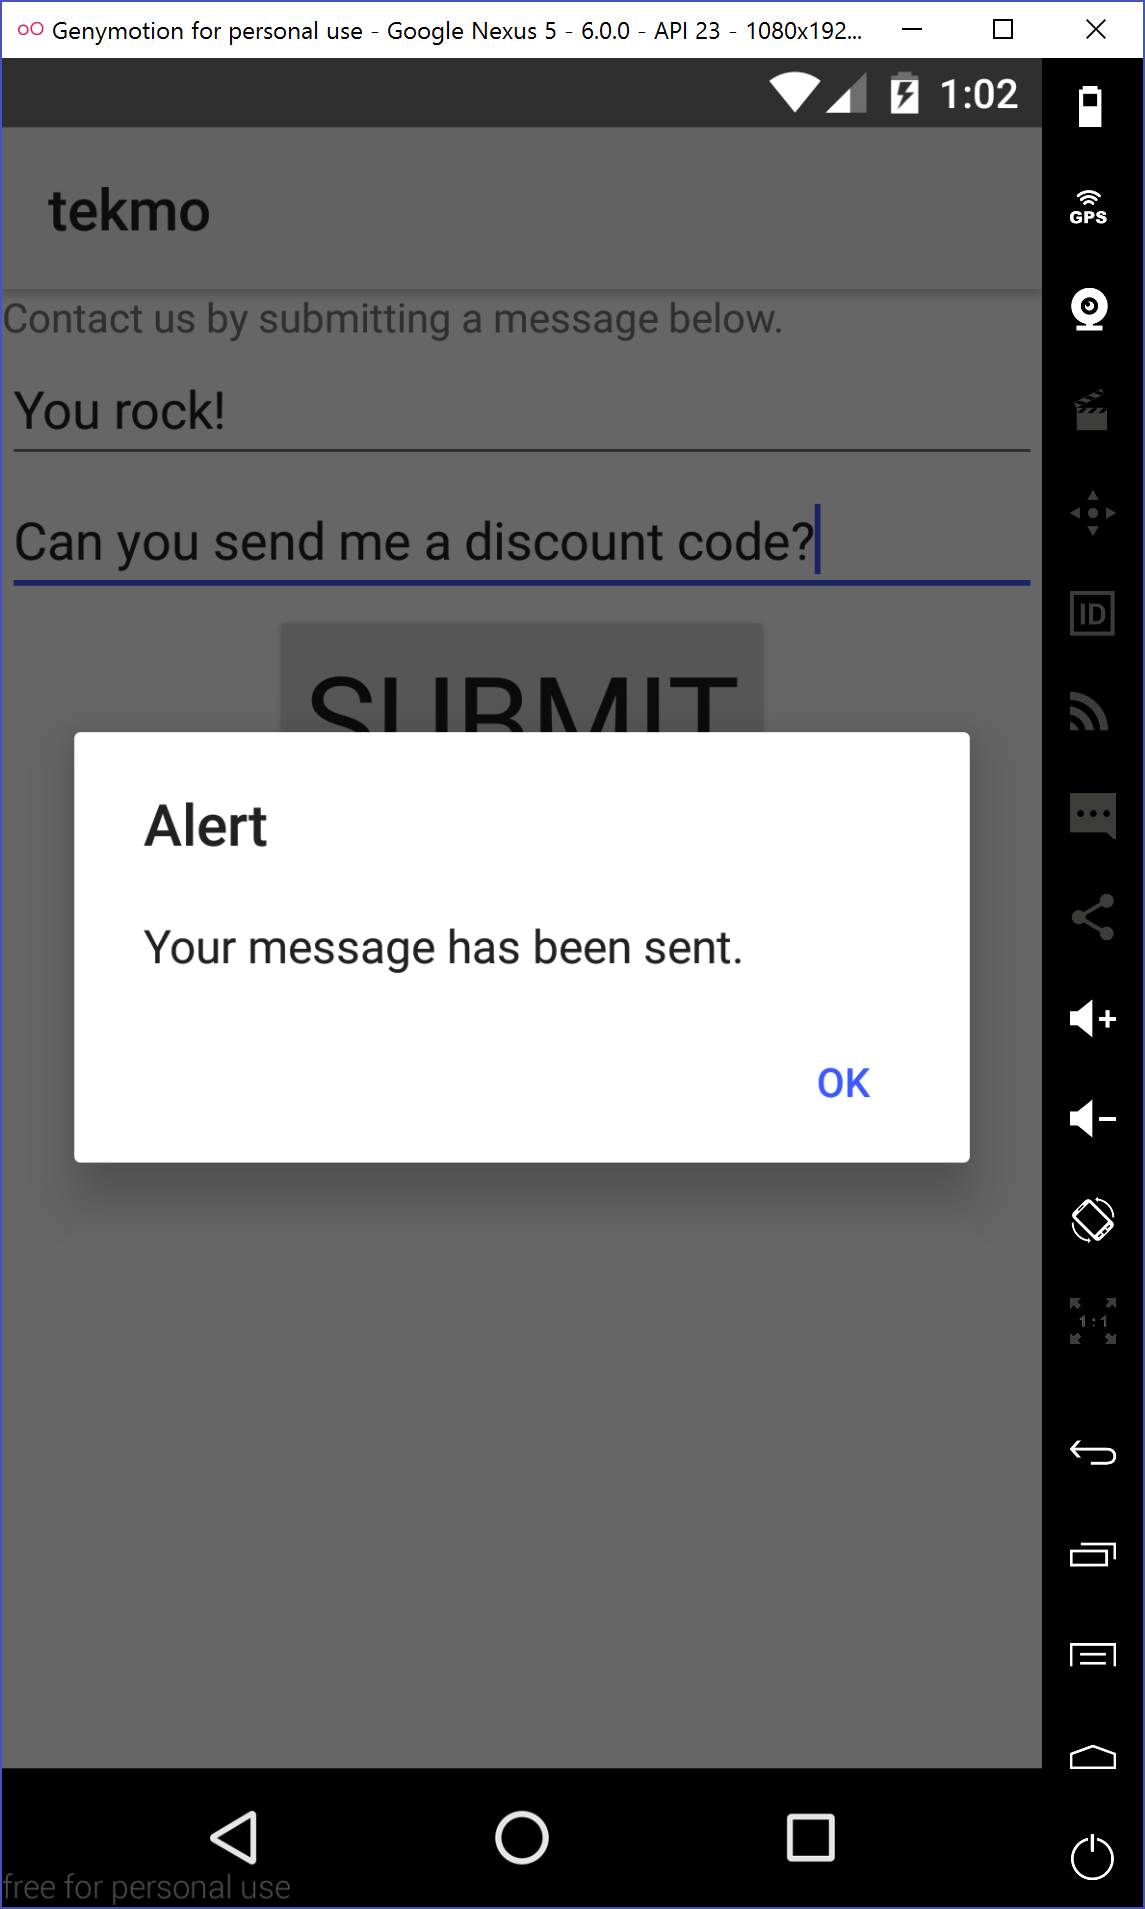 Genymotion for personal use - Google Nexus 5 - 6.0.0 - API 23 - 1080x192...
1:02
GPS
tekmo
Contact us by submitting a message below.
You rock!
Can you send me a discount code?
ID
SUBMIT
Alert
Your message has been sent.
OK
1:1
free for personal use